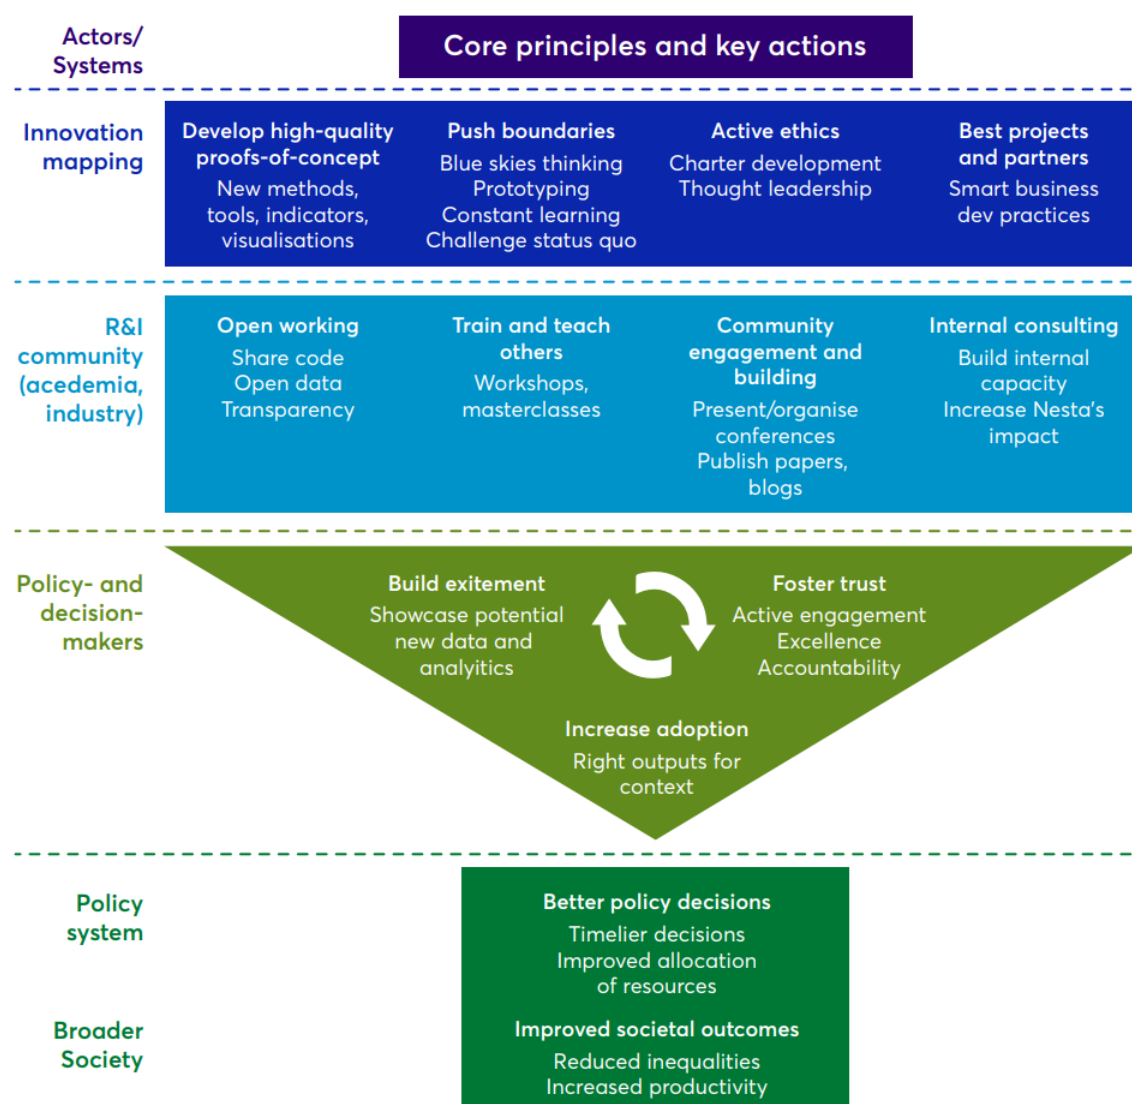 Actors/
Systems
Core principles and key actions
Innovation
mapping
Develop high-quality
proofs-of-concept
New methods,
tools, indicators,
visualisations
Push boundaries
Blue skies thinking
Prototyping
Constant learning
Challenge status quo
Active ethics
Charter development
Thought leadership
Best projects
and partners
Smart business
dev practices
R&I
community
(acedemia,
industry)
Open working
Share code
Open data
Transparency
Train and teach
others
Workshops,
masterclasses
Community
engagement and
building
Present/organise
conferences
Publish papers,
blogs
Internal consulting
Build internal
capacity
Increase Nesta's
impact
Policy- and
decision-
makers
Build exitement
Showcase potential
new data and
analyitics
Foster trust
Active engagement
Excellence
Accountability
Increase adoption
Right outputs for
context
Policy
system
Better policy decisions
Timelier decisions
Improved allocation
of resources
Broader
Society
Improved societal outcomes
Reduced inequalities
Increased productivity